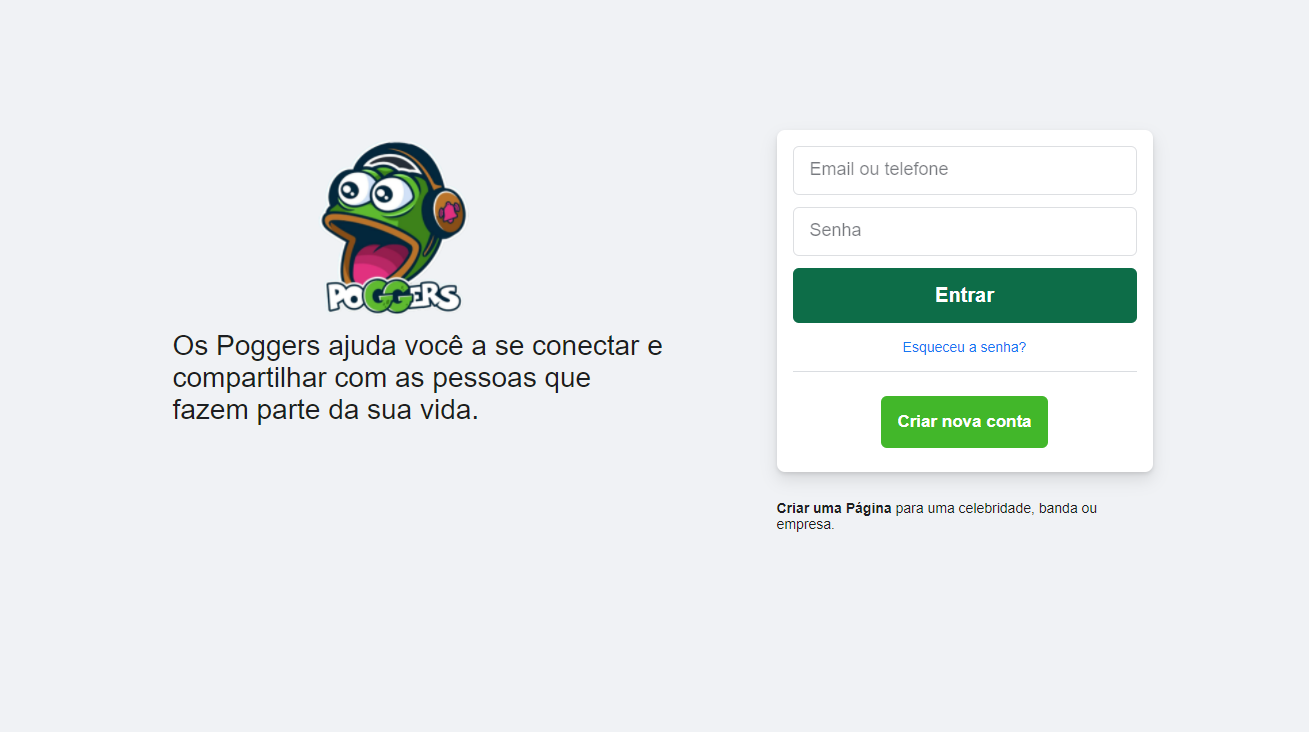 POGGERS
Os Poggers ajuda você a se conectar e
compartilhar com as pessoas que
fazem parte da sua vida.
Email ou telefone
Senha
Entrar
Esqueceu a senha?
Criar nova conta
Criar uma Página para uma celebridade, banda ou
empresa.